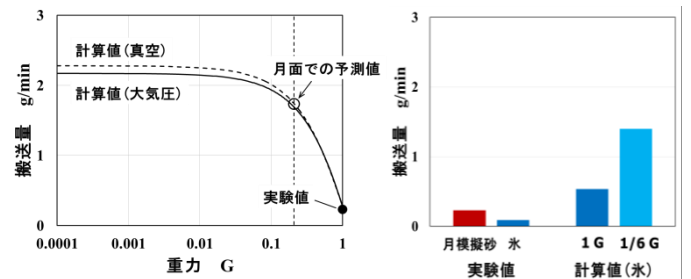 3
2
1
0
搬送量 g/min
計算値(真空)
計算値(大気圧)
月面での予測値
実験値
0.0001 0.001 0.01 0.1 1
重力 G
3
2
1
0
搬送量 g/min
月模擬砂 氷 1 G 1/6 G
実験値 計算値(氷)